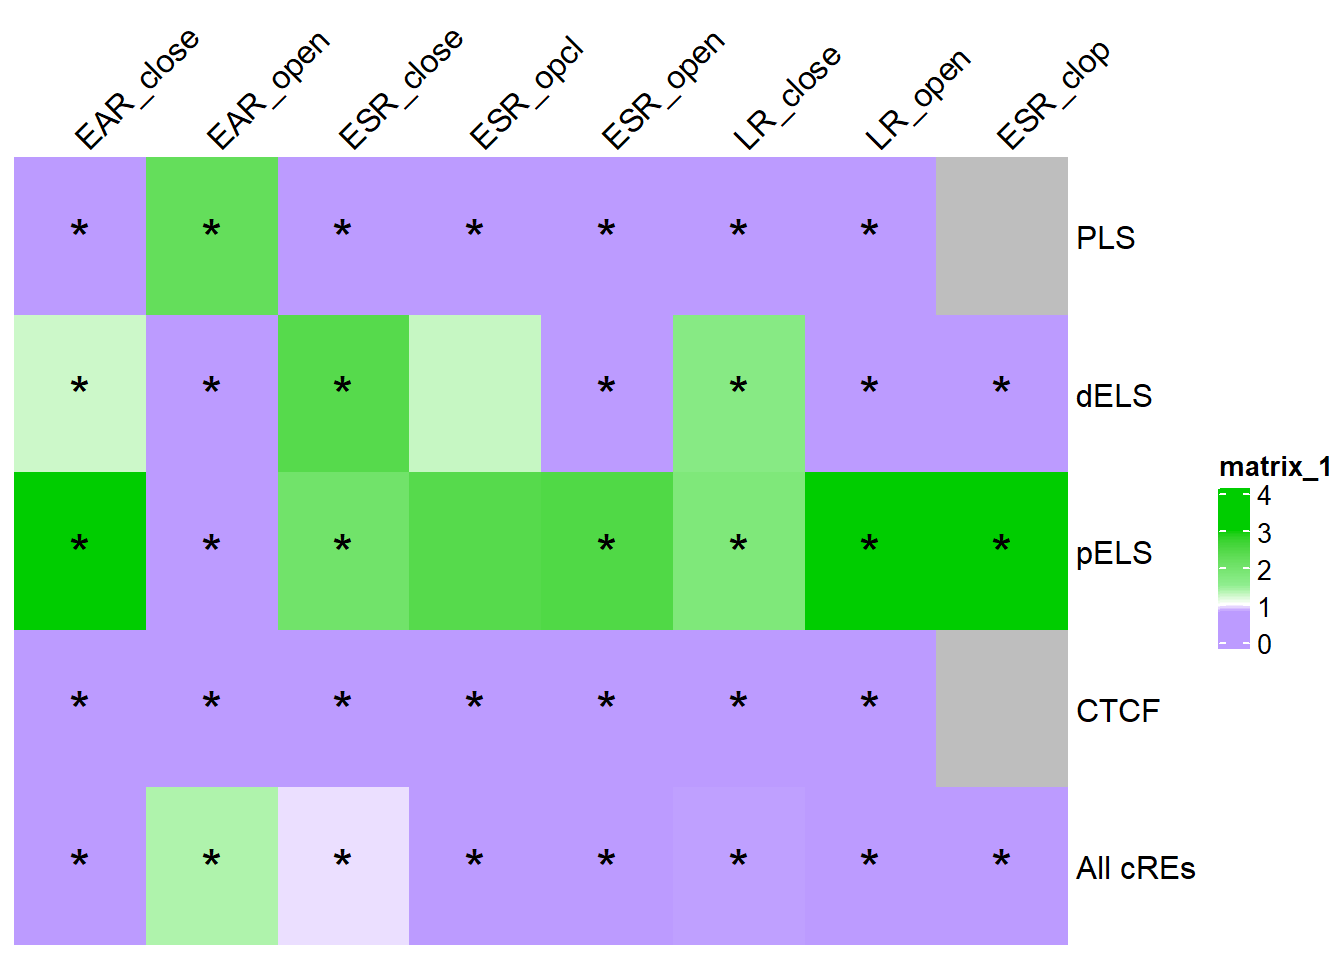 EAR_close
EAR_open
ESR_close
ESR_opcl
ESR_open
LR_close
LR_open
ESR_clop
* * * * * * *
PLS
* * * * * * *
dELS
* * * * * * *
pELS
* * * * * * *
CTCF
* * * * * * * *
All cREs
matrix_1
4
3
2
1
0